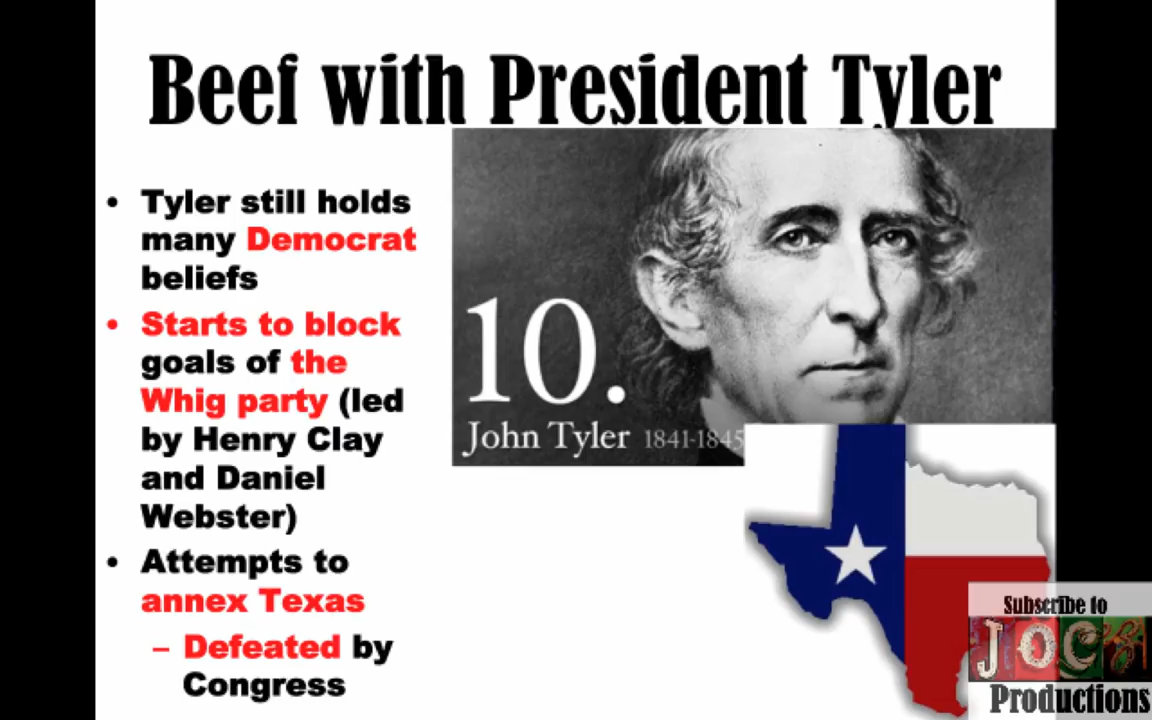 Beef with President Tyler
• Tyler still holds
many Democrat
beliefs
• Starts to block
goals of the
Whig party (led
by Henry Clay
and Daniel
Webster)
• Attempts to
annex Texas
– Defeated by
Congress
10.
John Tyler 1841-1845
Subscribe to
JOCZ
Productions